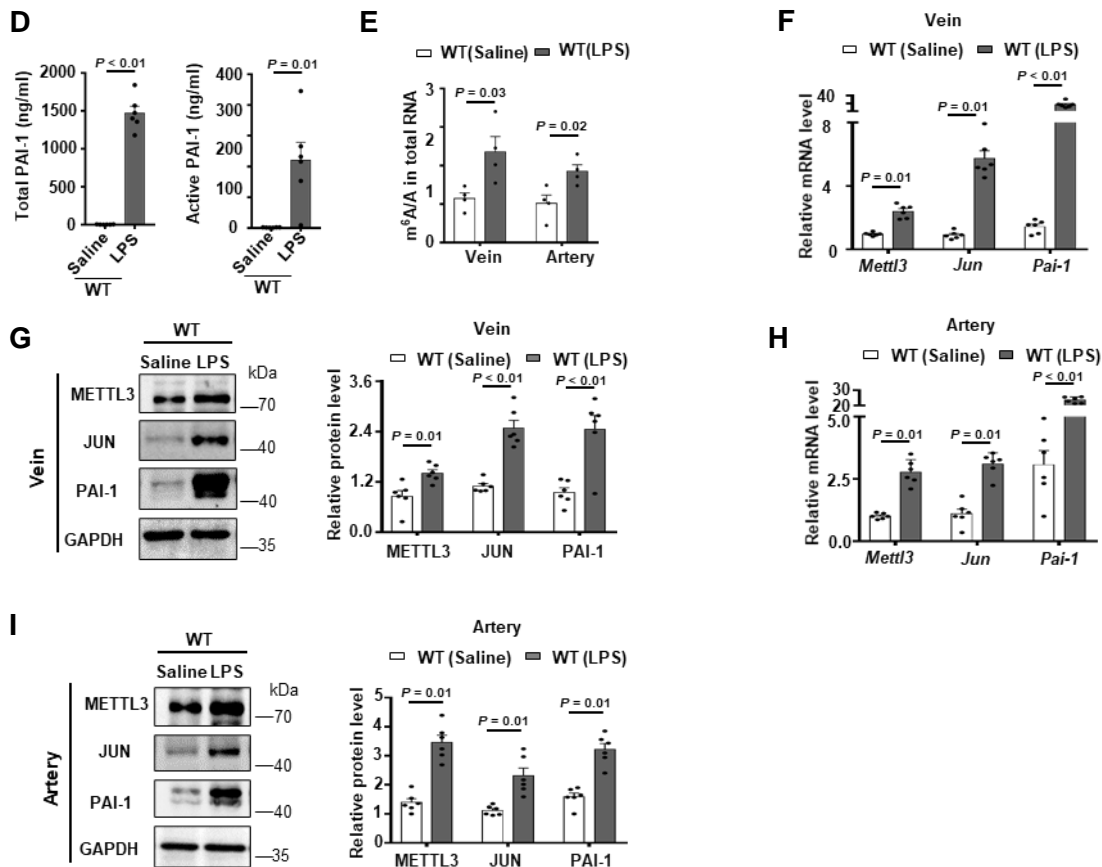 D
Total PAI-1 (ng/ml)
2000
1500
1000
500
0
P < 0.01
Saline
LPS
WT
Active PAI-1 (ng/ml)
400
300
200
100
0
P = 0.01
Saline
LPS
WT
E
WT(Saline) WT(LPS)
m⁶A/A in total RNA
3
2
2
1
0
P = 0.03
P = 0.02
Vein Artery
F
Vein
WT (Saline) WT (LPS)
Relative mRNA level
40
8
4
0
P = 0.01
P = 0.01
P < 0.01
Mettl3 Jun Pai-1
G
Vein
WT
Saline LPS
kDa
METTL3
—70
JUN
—40
PAI-1
—40
GAPDH
—35
Vein
WT (Saline) WT (LPS)
Relative protein level
3.6
2.4
1.2
0.0
P = 0.01
P < 0.01
P < 0.01
METTL3 JUN PAI-1
H
Artery
WT (Saline) WT (LPS)
Relative mRNA level
30
20
10
5.0
2.5
0.0
P = 0.01
P = 0.01
P < 0.01
Mettl3 Jun Pai-1
I
Artery
WT
Saline LPS
kDa
METTL3
—70
JUN
—40
PAI-1
—40
GAPDH
—35
Artery
WT (Saline) WT (LPS)
Relative protein level
5
4
3
2
1
0
P = 0.01
P = 0.01
P = 0.01
METTL3 JUN PAI-1